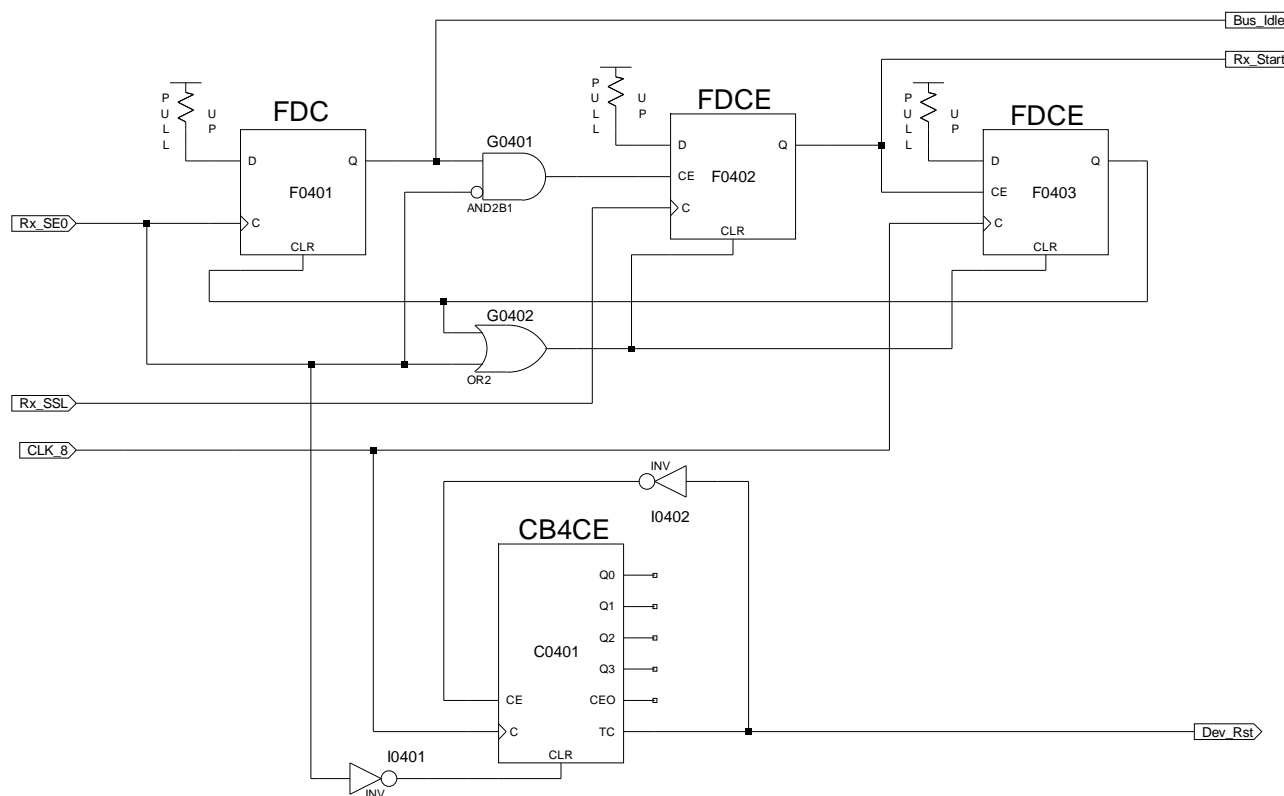 Bus_Idle
Rx_Start
PULL UP
FDC
D
Q
F0401
C
CLR
G0401
AND2B1
PULL UP
FDCE
D
Q
CE
F0402
C
CLR
PULL UP
FDCE
D
Q
CE
F0403
C
CLR
Rx_SE0
G0402
OR2
Rx_SSL
CLK_8
INV
I0402
CB4CE
Q0
Q1
Q2
C0401
Q3
CE
CEO
C
TC
CLR
Dev_Rst
I0401
INV